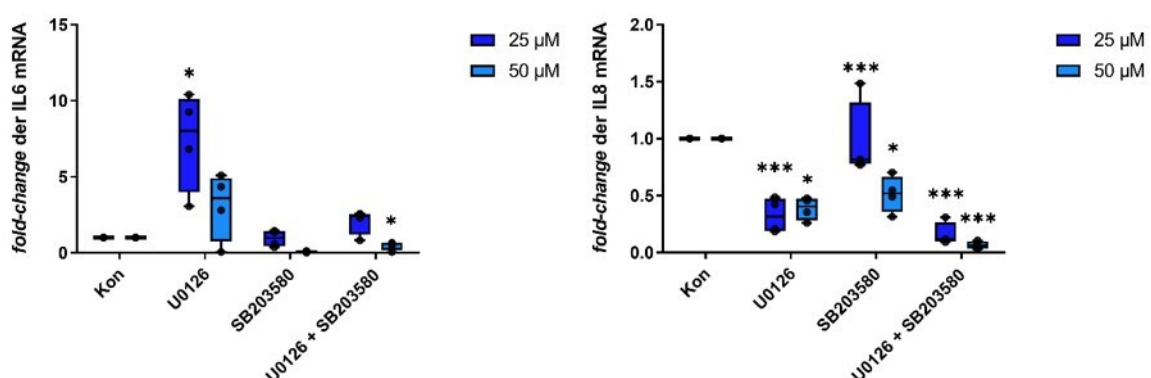 fold-change der IL6 mRNA
15
10
5
0
*
*
Kon
U0126
SB203580
U0126 + SB203580
25 µM
50 µM
fold-change der IL8 mRNA
2.0
1.5
1.0
0.5
0.0
***
*
***
*
***
***
Kon
U0126
SB203580
U0126 + SB203580
25 µM
50 µM